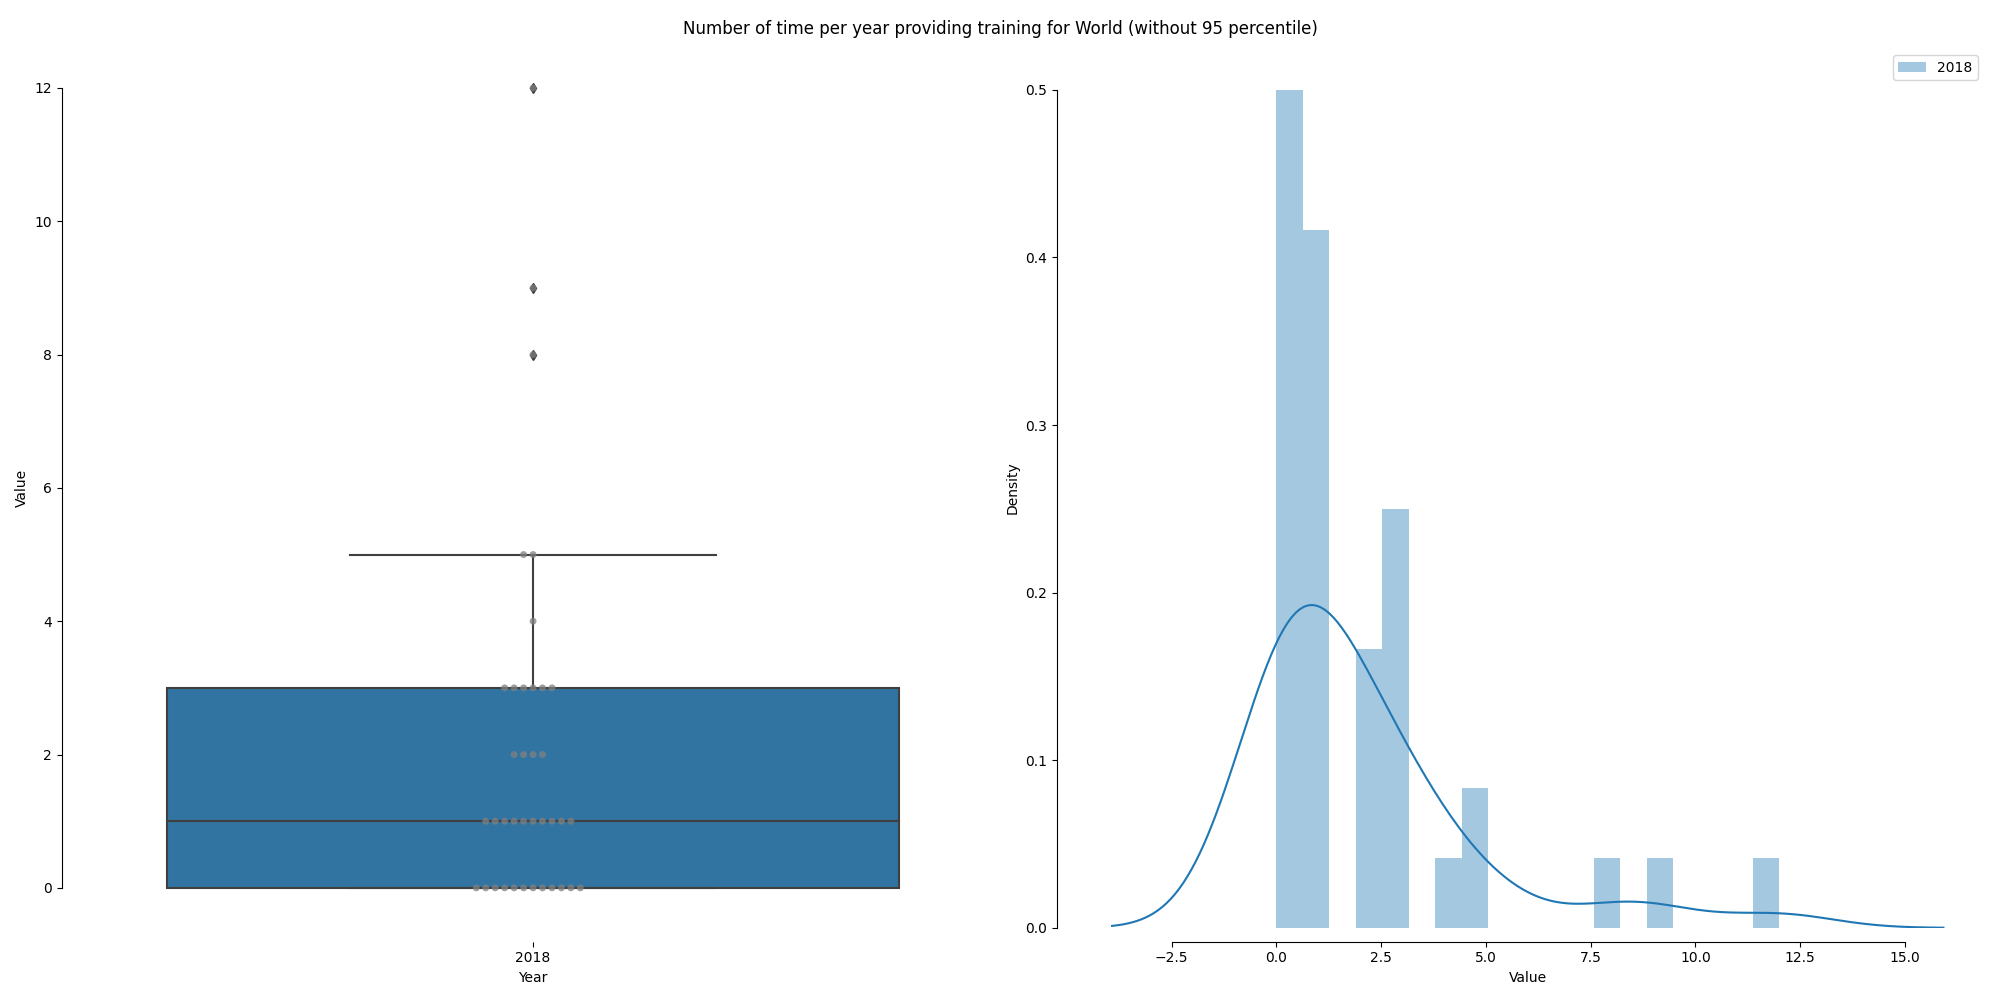 Number of time per year providing training for World (without 95 percentile)
2018
12
10
8
6
4
2
0
Value
2018
Year
0.5
0.4
0.3
0.2
0.1
0.0
Density
−2.5 0.0 2.5 5.0 7.5 10.0 12.5 15.0
Value